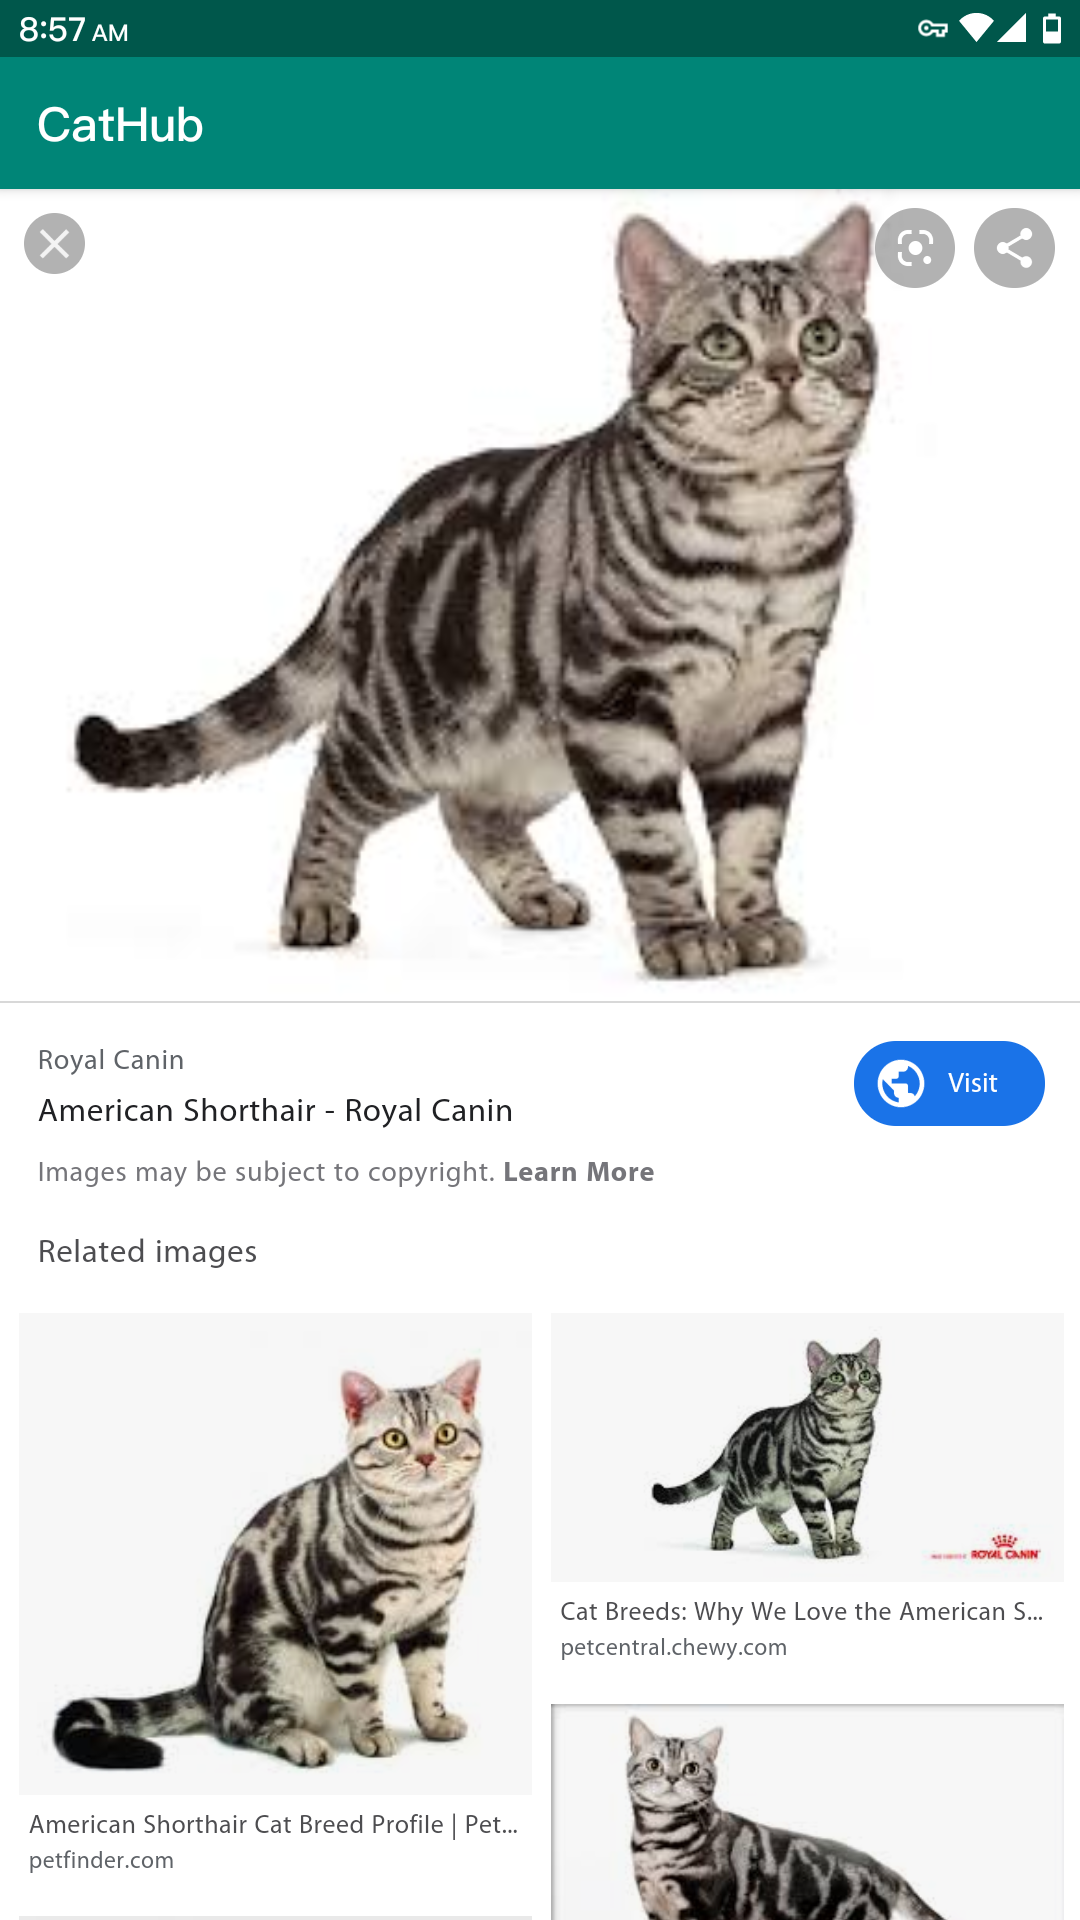 8:57 AM
CatHub
Royal Canin
American Shorthair - Royal Canin
Visit
Images may be subject to copyright. Learn More
Related images
ROYAL CANIN
Cat Breeds: Why We Love the American S...
petcentral.chewy.com
American Shorthair Cat Breed Profile | Pet...
petfinder.com